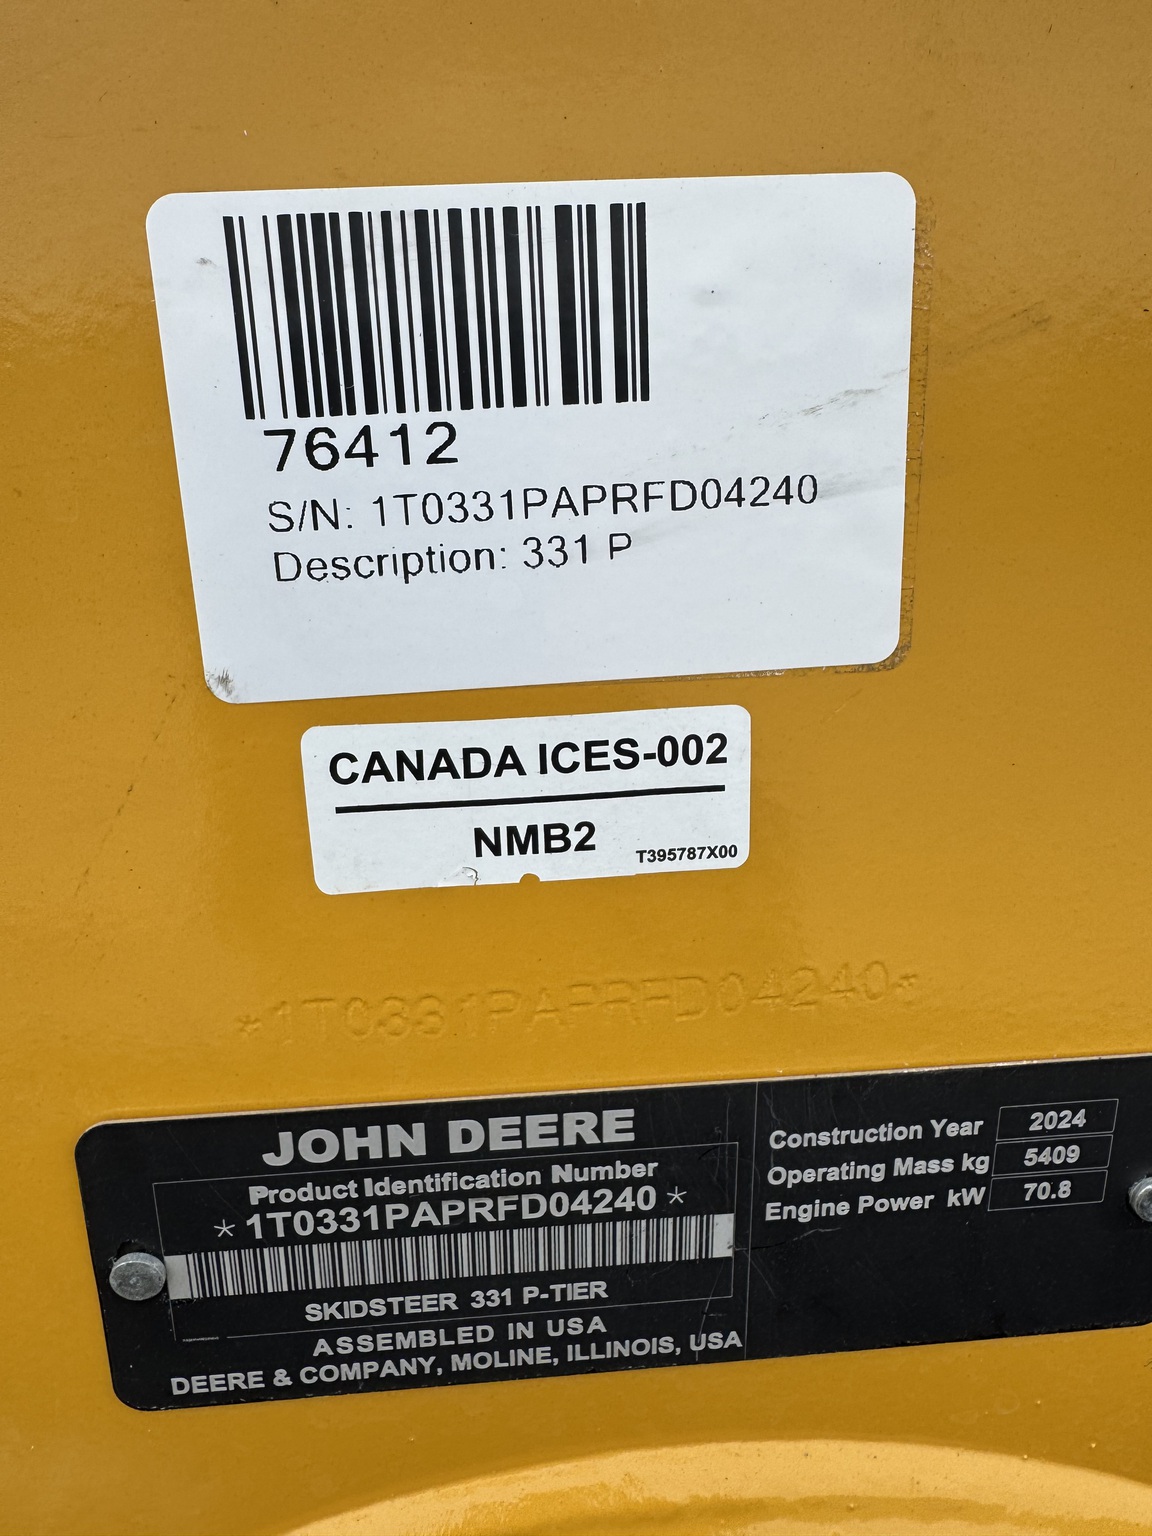 76412
S/N: 1T0331PAPRFD04240
Description: 331 P
CANADA ICES-002
NMB2
T395787X00
*1T0331PAPRFD04240*
JOHN DEERE
Product Identification Number
*1T0331PAPRFD04240*
SKIDSTEER 331 P-TIER
ASSEMBLED IN USA
DEERE & COMPANY, MOLINE, ILLINOIS, USA
Construction Year 2024
Operating Mass kg 5409
Engine Power kW 70.8